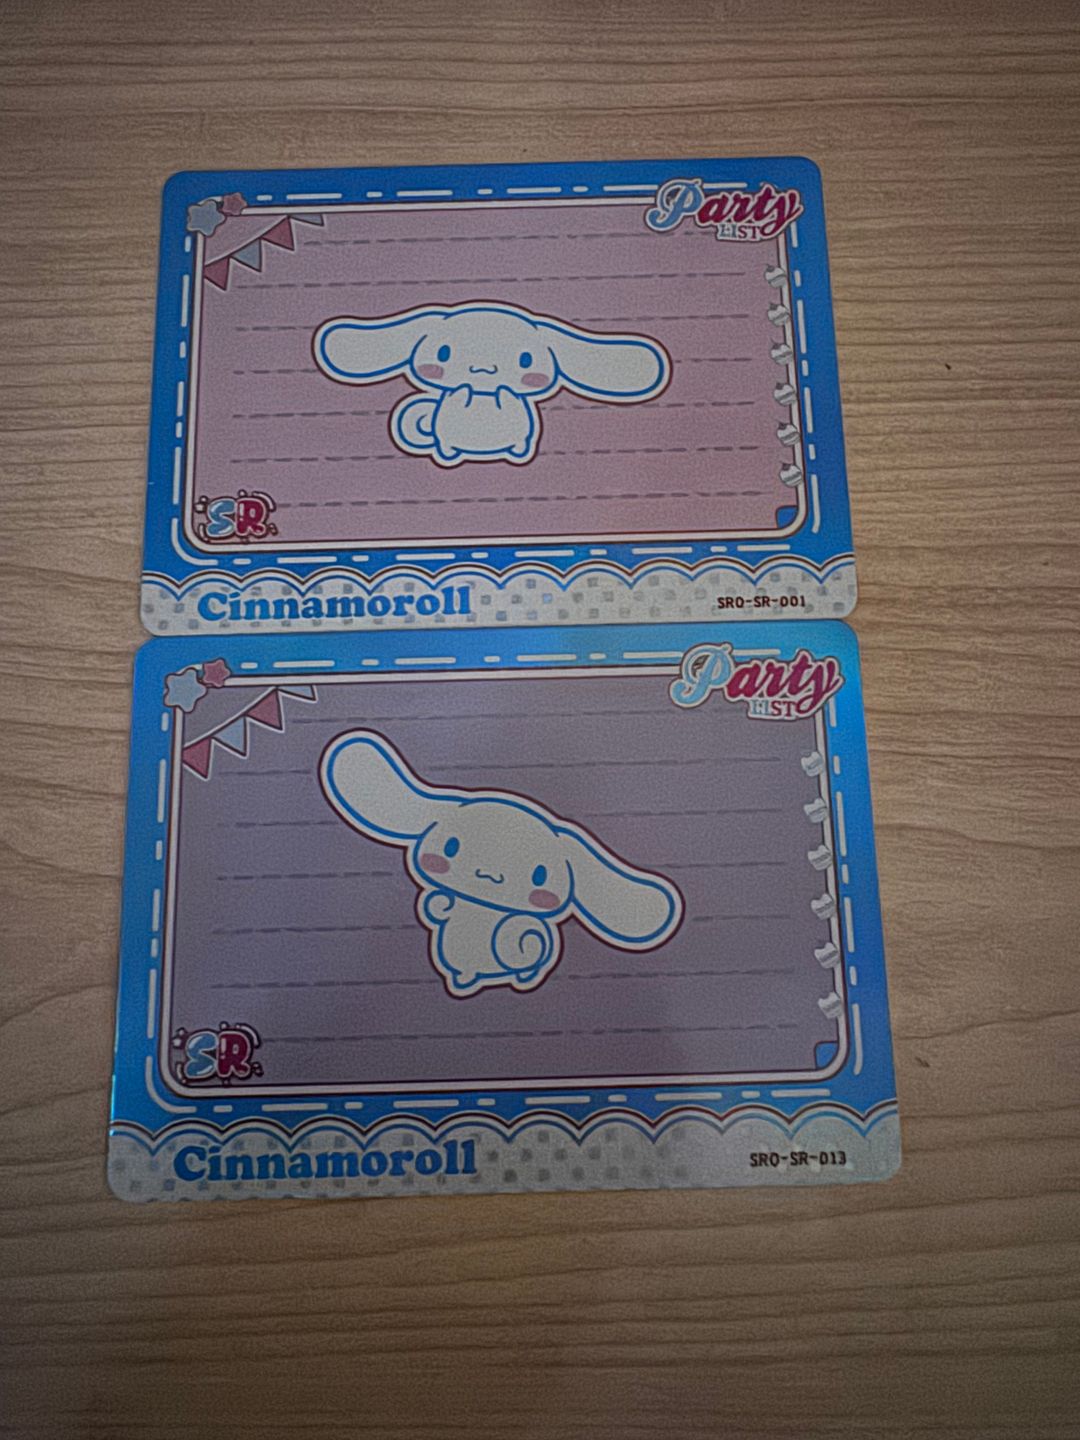 Party
LIST
SR
Cinnamoroll
SRO-SR-001
Party
LIST
SR
Cinnamoroll
SRO-SR-013